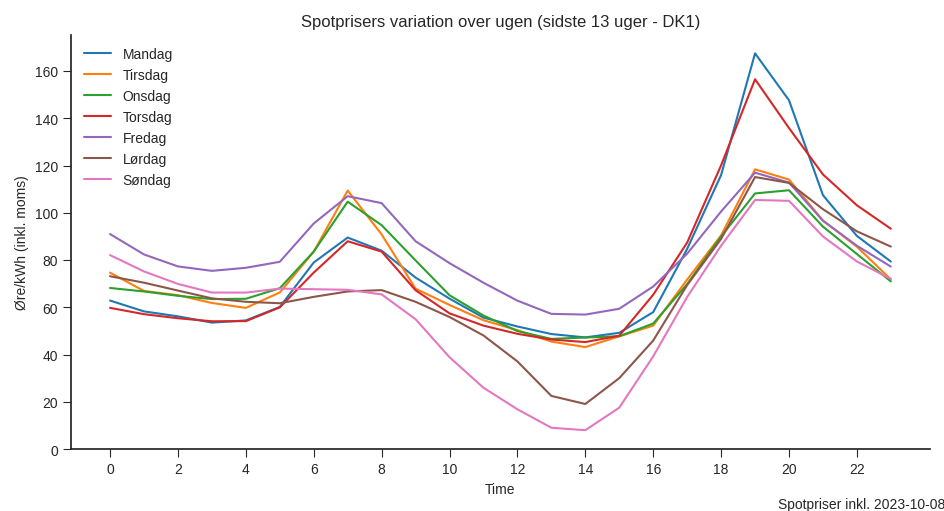 Spotprisers variation over ugen (sidste 13 uger - DK1)
Mandag
Tirsdag
Onsdag
Torsdag
Fredag
Lørdag
Søndag
Øre/kWh (inkl. moms)
160
140
120
100
80
60
40
20
0
0 2 4 6 8 10 12 14 16 18 20 22
Time
Spotpriser inkl. 2023-10-08